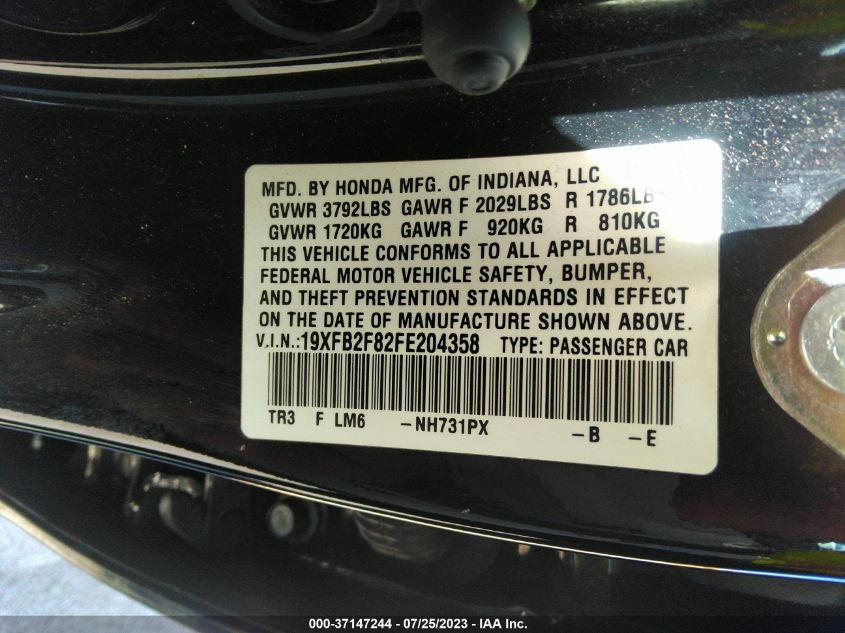 MFD. BY HONDA MFG. OF INDIANA, LLC
GVWR 3792LBS GAWR F 2029LBS R 1786LBS
GVWR 1720KG GAWR F 920KG R 810KG
THIS VEHICLE CONFORMS TO ALL APPLICABLE
FEDERAL MOTOR VEHICLE SAFETY, BUMPER,
AND THEFT PREVENTION STANDARDS IN EFFECT
ON THE DATE OF MANUFACTURE SHOWN ABOVE.
V.I.N.:19XFB2F82FE204358 TYPE: PASSENGER CAR
TR3 F LM6 -NH731PX -B -E
000-37147244 / 07/25/2023 - IAA Inc.